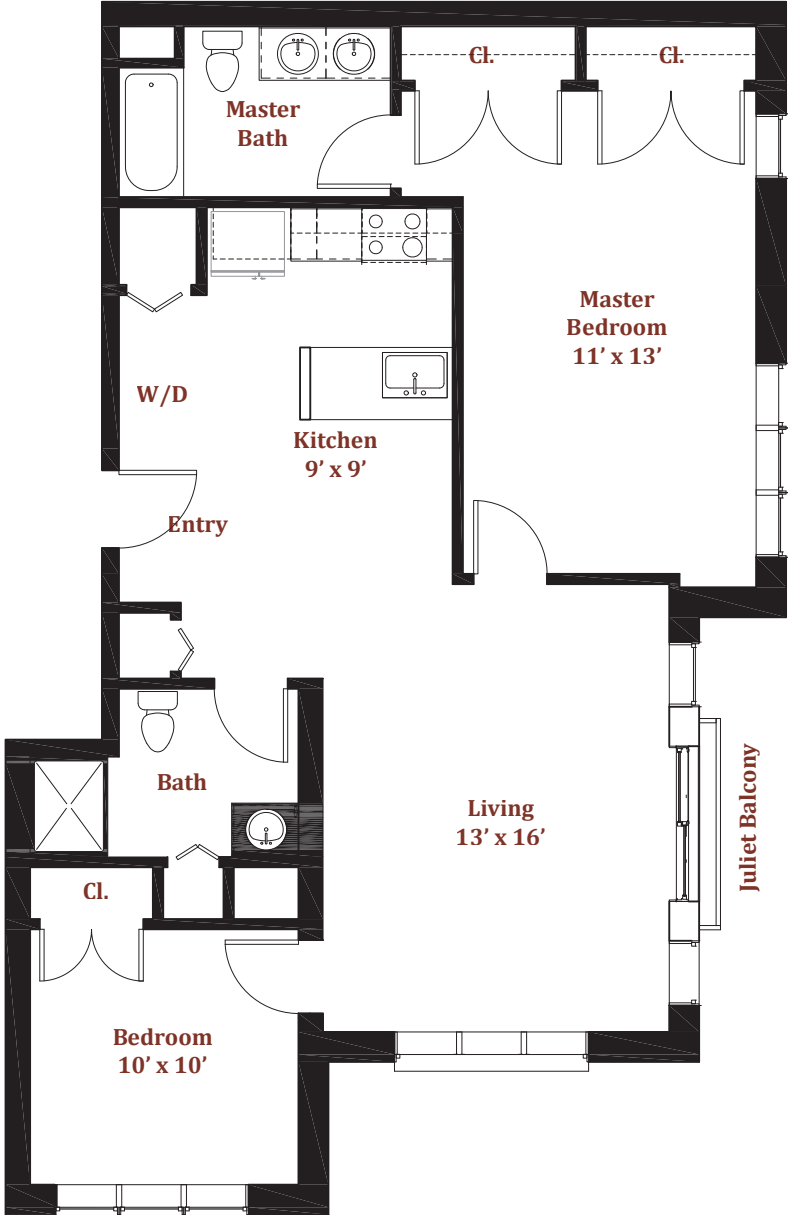 Cl.
Cl.
Master
Bath
Master
Bedroom
11’ x 13’
W/D
Kitchen
9’ x 9’
Entry
Bath
Living
13’ x 16’
Juliet Balcony
Cl.
Bedroom
10’ x 10’